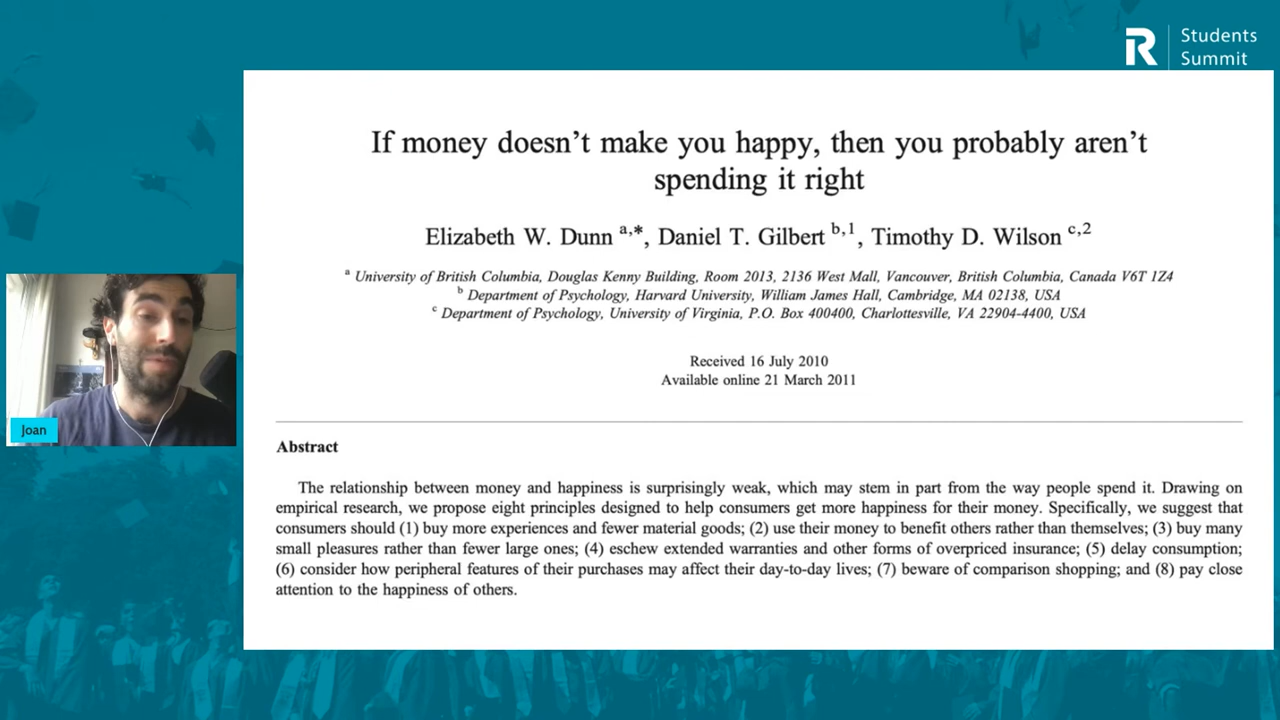 R
Students
Summit
If money doesn't make you happy, then you probably aren't
spending it right
Elizabeth W. Dunn a,*, Daniel T. Gilbert b,1, Timothy D. Wilson c,2
a University of British Columbia, Douglas Kenny Building, Room 2013, 2136 West Mall, Vancouver, British Columbia, Canada V6T 1Z4
b Department of Psychology, Harvard University, William James Hall, Cambridge, MA 02138, USA
c Department of Psychology, University of Virginia, P.O. Box 400400, Charlottesville, VA 22904-4400, USA
Received 16 July 2010
Available online 21 March 2011
Joan
Abstract
The relationship between money and happiness is surprisingly weak, which may stem in part from the way people spend it. Drawing on
empirical research, we propose eight principles designed to help consumers get more happiness for their money. Specifically, we suggest that
consumers should (1) buy more experiences and fewer material goods; (2) use their money to benefit others rather than themselves; (3) buy many
small pleasures rather than fewer large ones; (4) eschew extended warranties and other forms of overpriced insurance; (5) delay consumption;
(6) consider how peripheral features of their purchases may affect their day-to-day lives; (7) beware of comparison shopping; and (8) pay close
attention to the happiness of others.